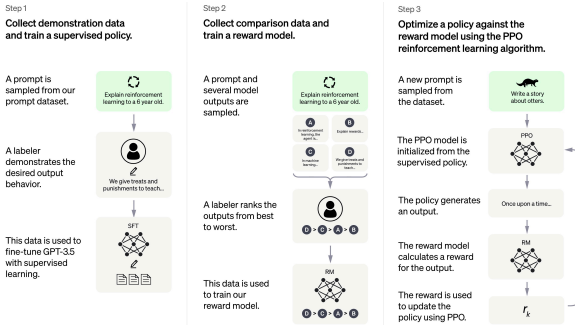 Step 1
Collect demonstration data
and train a supervised policy.
A prompt is
sampled from our
prompt dataset.
Explain reinforcement
learning to a 6 year old.
A labeler
demonstrates the
desired output
behavior.
We give treats and
punishments to teach...
This data is used to
fine-tune GPT-3.5
with supervised
learning.
SFT
Step 2
Collect comparison data and
train a reward model.
A prompt and
several model
outputs are
sampled.
Explain reinforcement
learning to a 6 year old.
A
In reinforcement
learning, the
agent is...
B
Explain rewards...
C
In machine
learning...
D
We give treats and
punishments to
teach...
A labeler ranks the
outputs from best
to worst.
D > C > A > B
This data is used
to train our
reward model.
RM
D > C > A > B
Step 3
Optimize a policy against the
reward model using the PPO
reinforcement learning algorithm.
A new prompt is
sampled from
the dataset.
Write a story
about otters.
The PPO model is
initialized from the
supervised policy.
PPO
The policy generates
an output.
Once upon a time...
The reward model
calculates a reward
for the output.
RM
The reward is used
to update the
policy using PPO.
rk